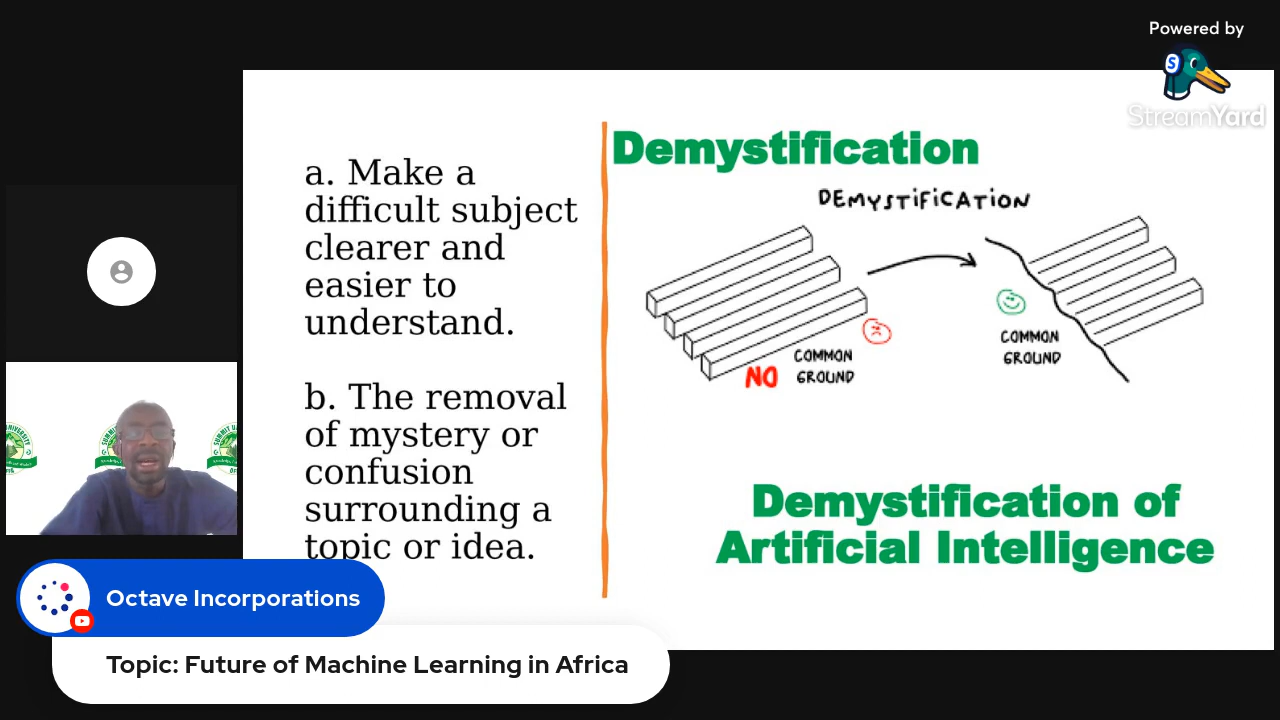 Powered by
StreamYard
a. Make a
difficult subject
clearer and
easier to
understand.
b. The removal
of mystery or
confusion
surrounding a
topic or idea.
Demystification
DEMYSTiFiCATiON
NO COMMON
GROUND
COMMON
GROUND
Demystification of
Artificial Intelligence
Octave Incorporations
Topic: Future of Machine Learning in Africa